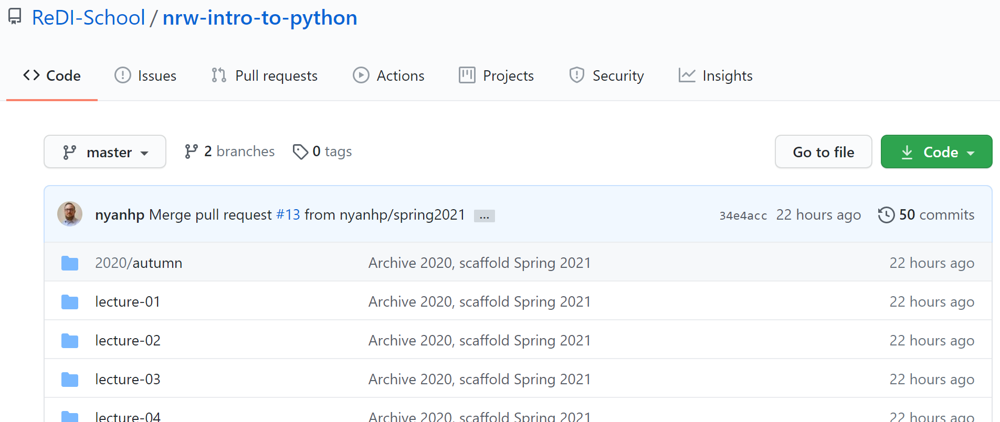 ReDI-School / nrw-intro-to-python
Code Issues Pull requests Actions Projects Security Insights
master 2 branches 0 tags Go to file Code
nyanhp Merge pull request #13 from nyanhp/spring2021 ... 34e4acc 22 hours ago 50 commits
2020/autumn Archive 2020, scaffold Spring 2021 22 hours ago
lecture-01 Archive 2020, scaffold Spring 2021 22 hours ago
lecture-02 Archive 2020, scaffold Spring 2021 22 hours ago
lecture-03 Archive 2020, scaffold Spring 2021 22 hours ago
lecture-04 Archive 2020, scaffold Spring 2021 22 hours ago